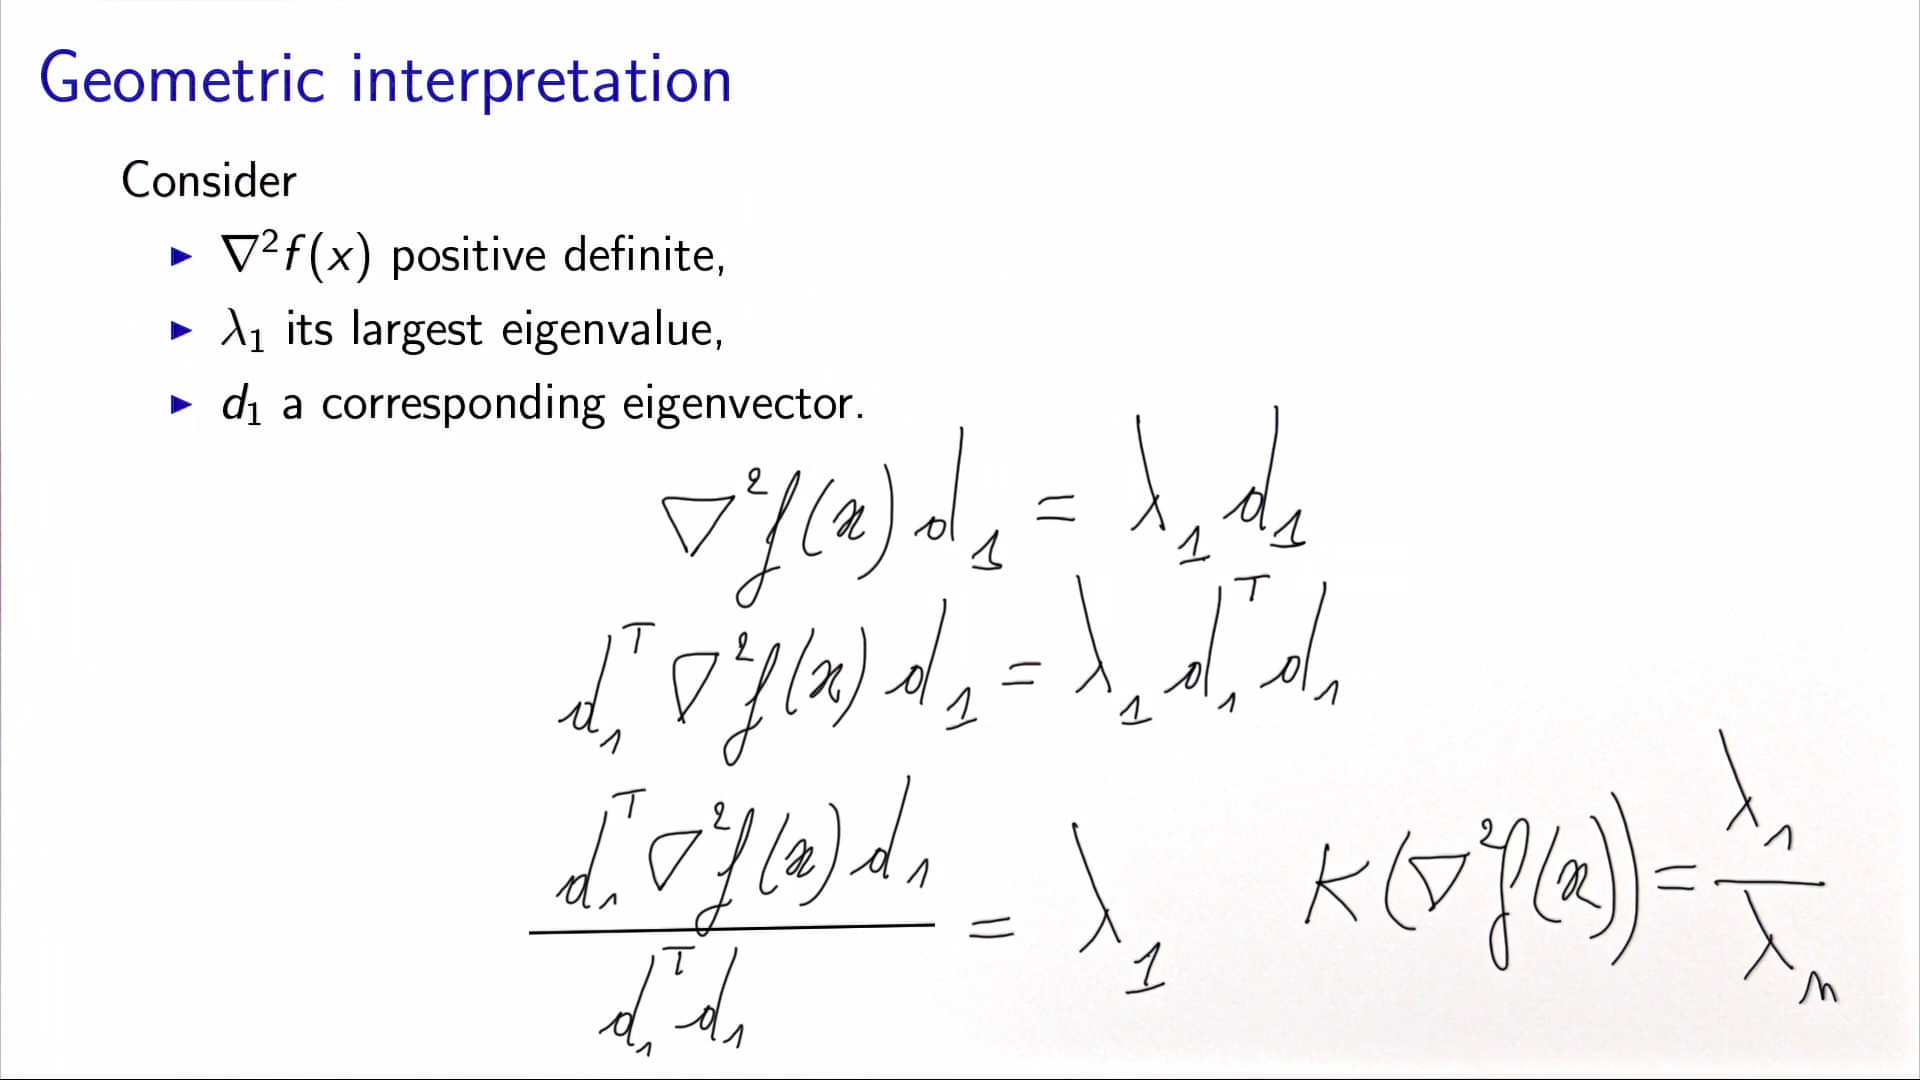 Geometric interpretation
Consider
▶ ∇²f(x) positive definite,
▶ λ₁ its largest eigenvalue,
▶ d₁ a corresponding eigenvector.
∇²f(x) d₁ = λ₁ d₁
d₁ᵀ ∇²f(x) d₁ = λ₁ d₁ᵀ d₁
d₁ᵀ ∇²f(x) d₁ / d₁ᵀ d₁ = λ₁
K(∇²f(x)) = λ₁ / λₙ